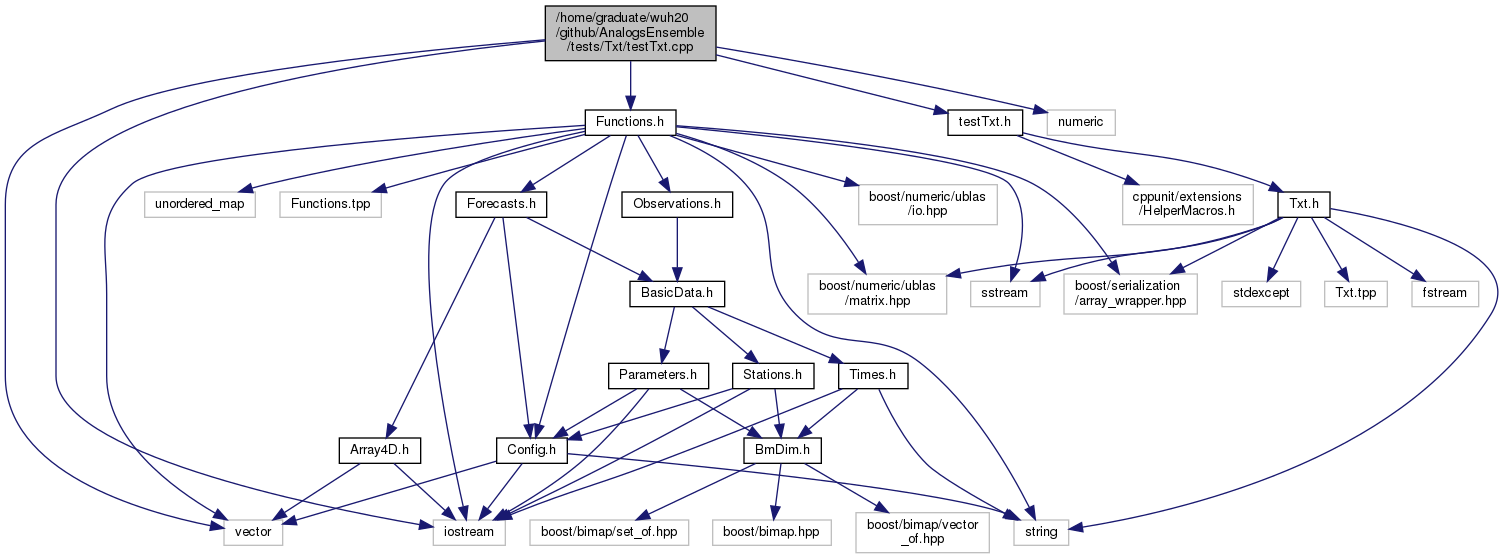 /home/graduate/wuh20
/github/AnalogsEnsemble
/tests/Txt/testTxt.cpp
Functions.h
testTxt.h
numeric
unordered_map
Functions.tpp
Forecasts.h
Observations.h
boost/numeric/ublas
/io.hpp
cppunit/extensions
/HelperMacros.h
Txt.h
BasicData.h
boost/numeric/ublas
/matrix.hpp
sstream
boost/serialization
/array_wrapper.hpp
stdexcept
Txt.tpp
fstream
Parameters.h
Stations.h
Times.h
Array4D.h
Config.h
BmDim.h
vector
iostream
boost/bimap/set_of.hpp
boost/bimap.hpp
boost/bimap/vector
_of.hpp
string